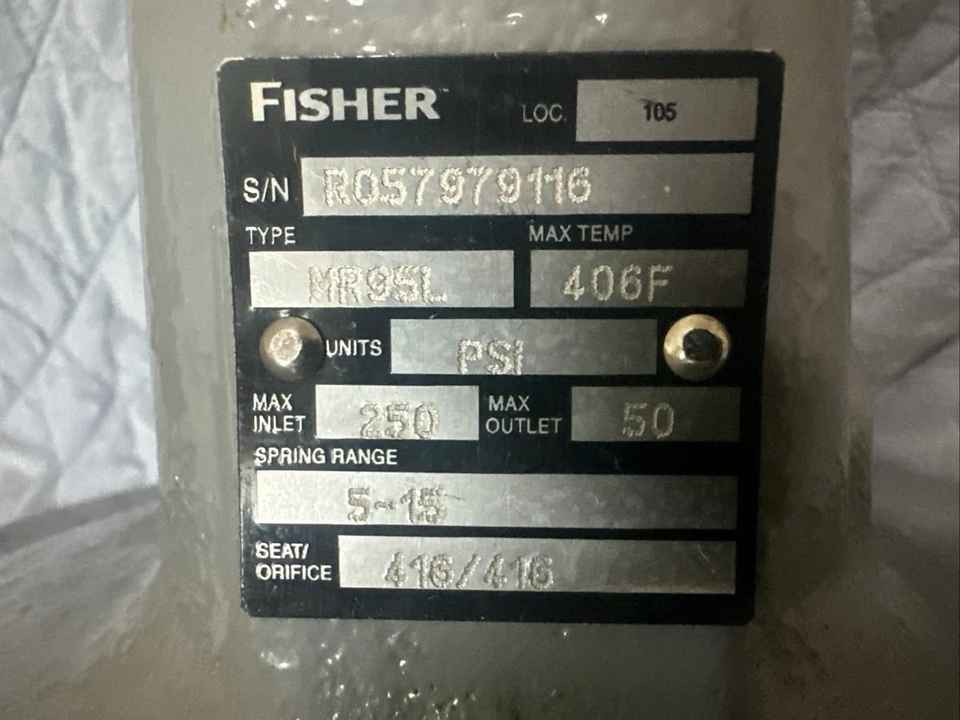 FISHER™ LOC. 105
S/N R057979116
TYPE MAX TEMP
MR95L 406F
UNITS PSI
MAX INLET 250 MAX OUTLET 50
SPRING RANGE
5-15
SEAT/ORIFICE 416/416